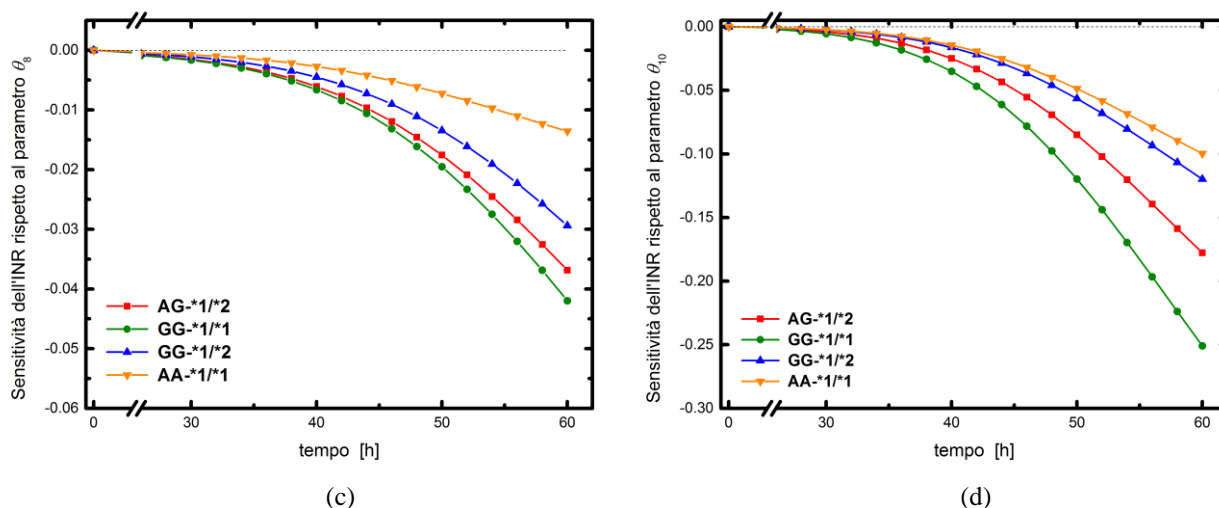 Sensitività dell'INR rispetto al parametro θ8
0.00
-0.01
-0.02
-0.03
-0.04
-0.05
-0.06
AG-*1/*2
GG-*1/*1
GG-*1/*2
AA-*1/*1
0 30 40 50 60
tempo [h]
(c)
Sensitività dell'INR rispetto al parametro θ10
0.00
-0.05
-0.10
-0.15
-0.20
-0.25
-0.30
AG-*1/*2
GG-*1/*1
GG-*1/*2
AA-*1/*1
0 30 40 50 60
tempo [h]
(d)